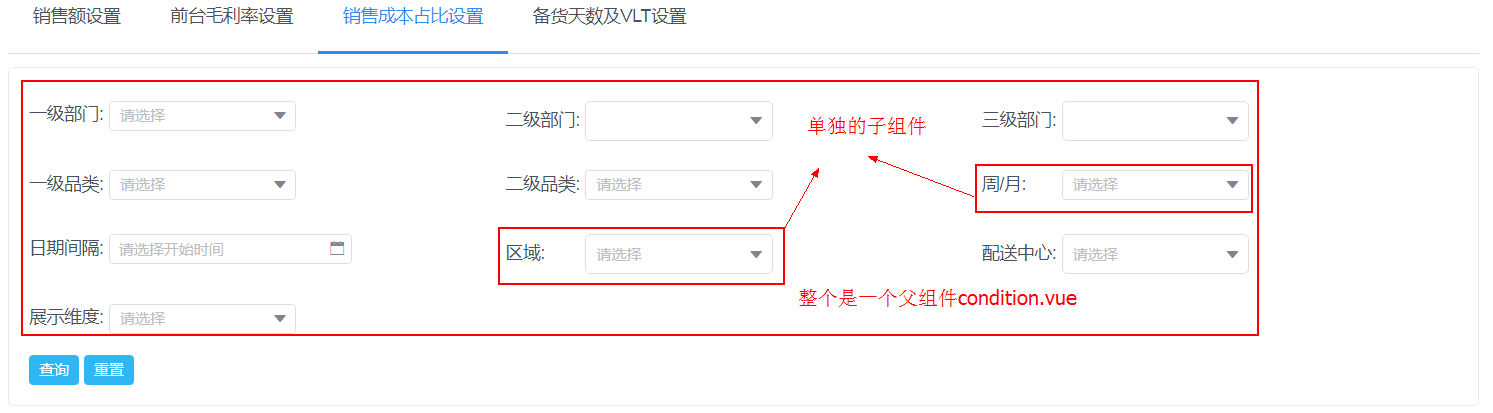 销售额设置 前台毛利率设置 销售成本占比设置 备货天数及VLT设置
一级部门: 请选择 二级部门: 三级部门:
单独的子组件
一级品类: 请选择 二级品类: 请选择 周/月: 请选择
日期间隔: 请选择开始时间 区域: 请选择 配送中心: 请选择
整个是一个父组件condition.vue
展示维度: 请选择
查询 重置